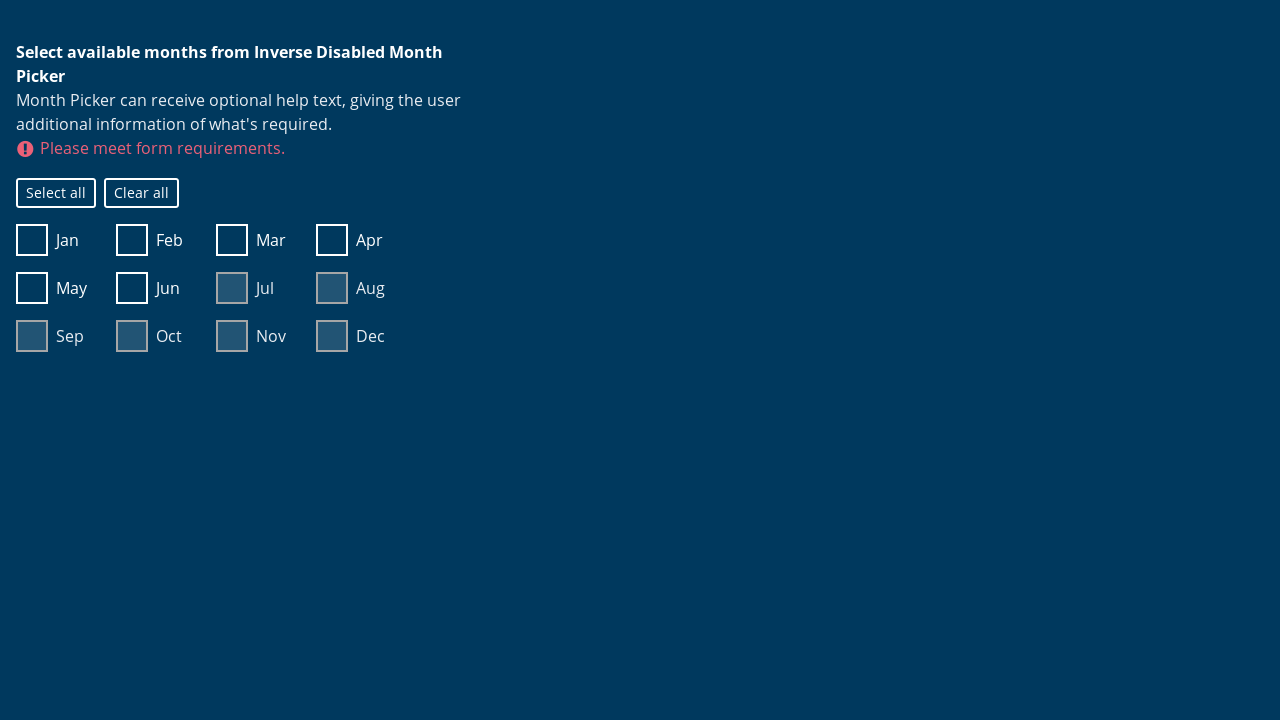 Select available months from Inverse Disabled Month
Picker
Month Picker can receive optional help text, giving the user
additional information of what's required.
Please meet form requirements.
Select all Clear all
Jan Feb Mar Apr
May Jun Jul Aug
Sep Oct Nov Dec